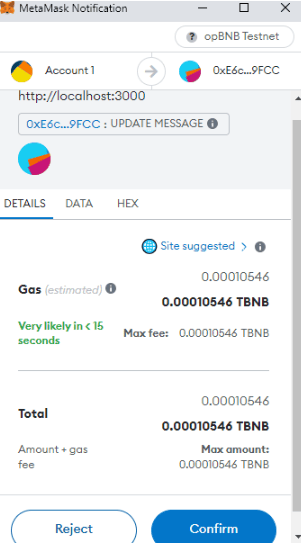 MetaMask Notification
opBNB Testnet
Account 1
0xE6c...9FCC
http://localhost:3000
0xE6c...9FCC : UPDATE MESSAGE
DETAILS
DATA
HEX
Site suggested >
Gas (estimated)
0.00010546
0.00010546 TBNB
Very likely in < 15
seconds
Max fee: 0.00010546 TBNB
Total
0.00010546
0.00010546 TBNB
Amount + gas
fee
Max amount:
0.00010546 TBNB
Reject
Confirm